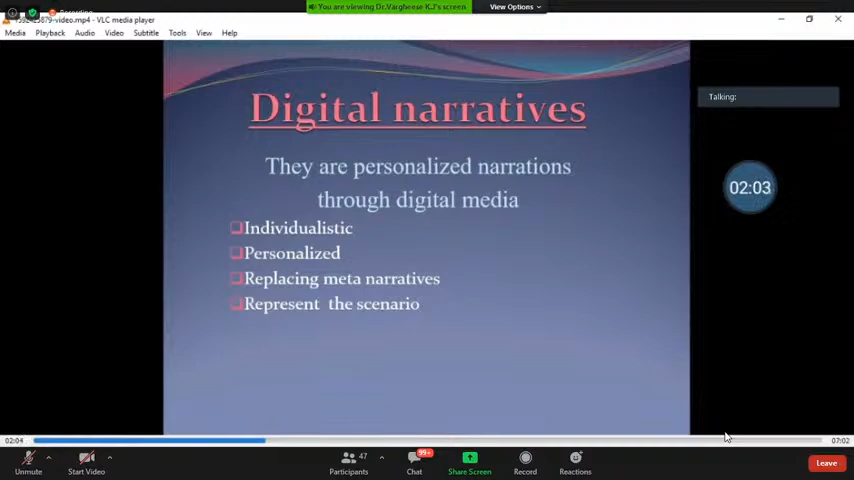 You are viewing Dr.Vargheese K.J's screen
View Options
Recording
-video.mp4 - VLC media player
Media Playback Audio Video Subtitle Tools View Help
Digital narratives
They are personalized narrations
through digital media
Individualistic
Personalized
Replacing meta narratives
Represent the scenario
Talking:
02:03
02:04
07:02
Unmute
Start Video
47
Participants
99+
Chat
Share Screen
Record
Reactions
Leave